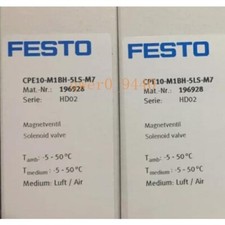 FESTO
CPE10-M1BH-5LS-M7
Mat.-Nr.: 196928
Serie: HD02
Magnetventil
Solenoid valve
Tamb: -5 - 50°C
Tmedium: -5 - 50°C
Medium: Luft / Air
FESTO
CPE10-M1BH-5LS-M7
Mat.-Nr.: 196928
Serie: HD02
Magnetventil
Solenoid valve
Tamb: -5 - 50°C
Tmedium: -5 - 50°C
Medium: Luft / Air